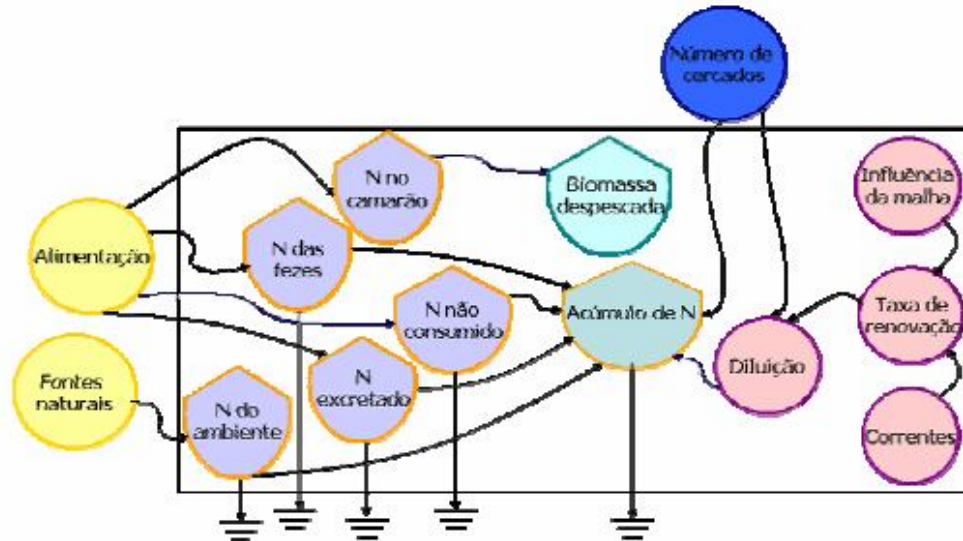 Número de
cercados
N no
camarão
Biomassa
despescada
Influência
da malha
Alimentação
N das
fezes
N não
consumido
Acúmulo de N
Taxa de
renovação
Fontes
naturais
N do
ambiente
N
excretado
Diluição
Correntes